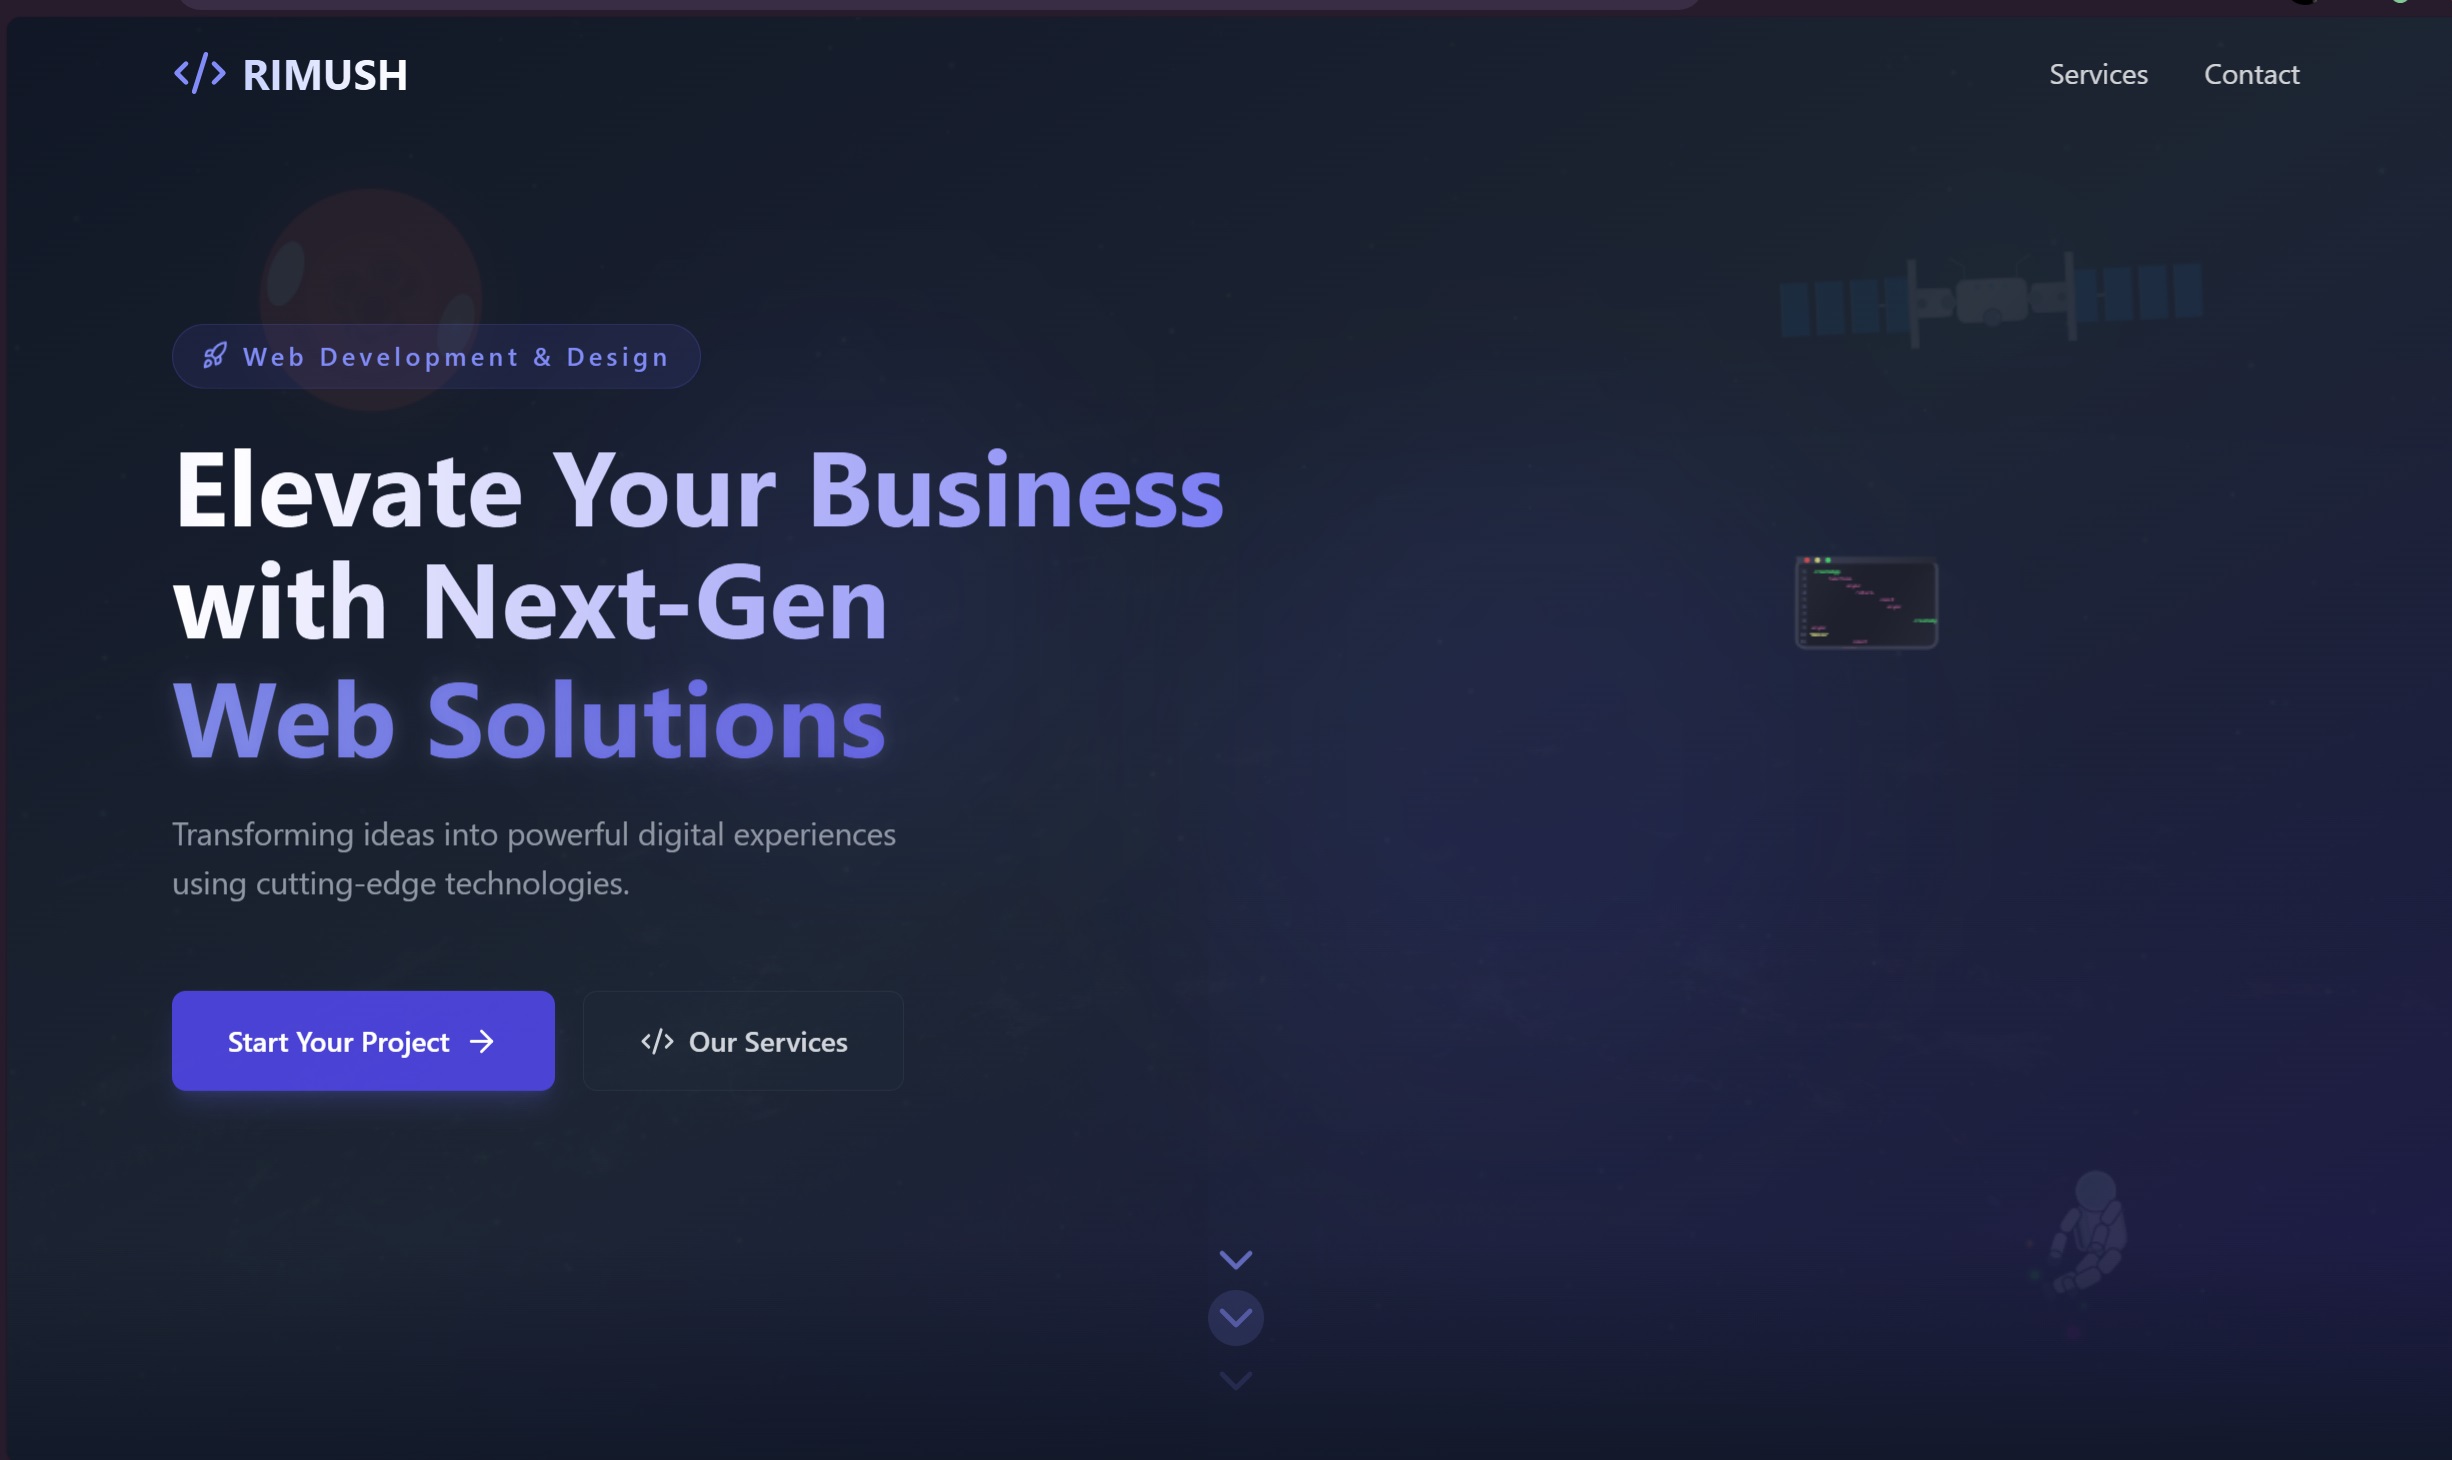 RIMUSH
Services
Contact
Web Development & Design
Elevate Your Business
with Next-Gen
Web Solutions
Transforming ideas into powerful digital experiences
using cutting-edge technologies.
Start Your Project
Our Services